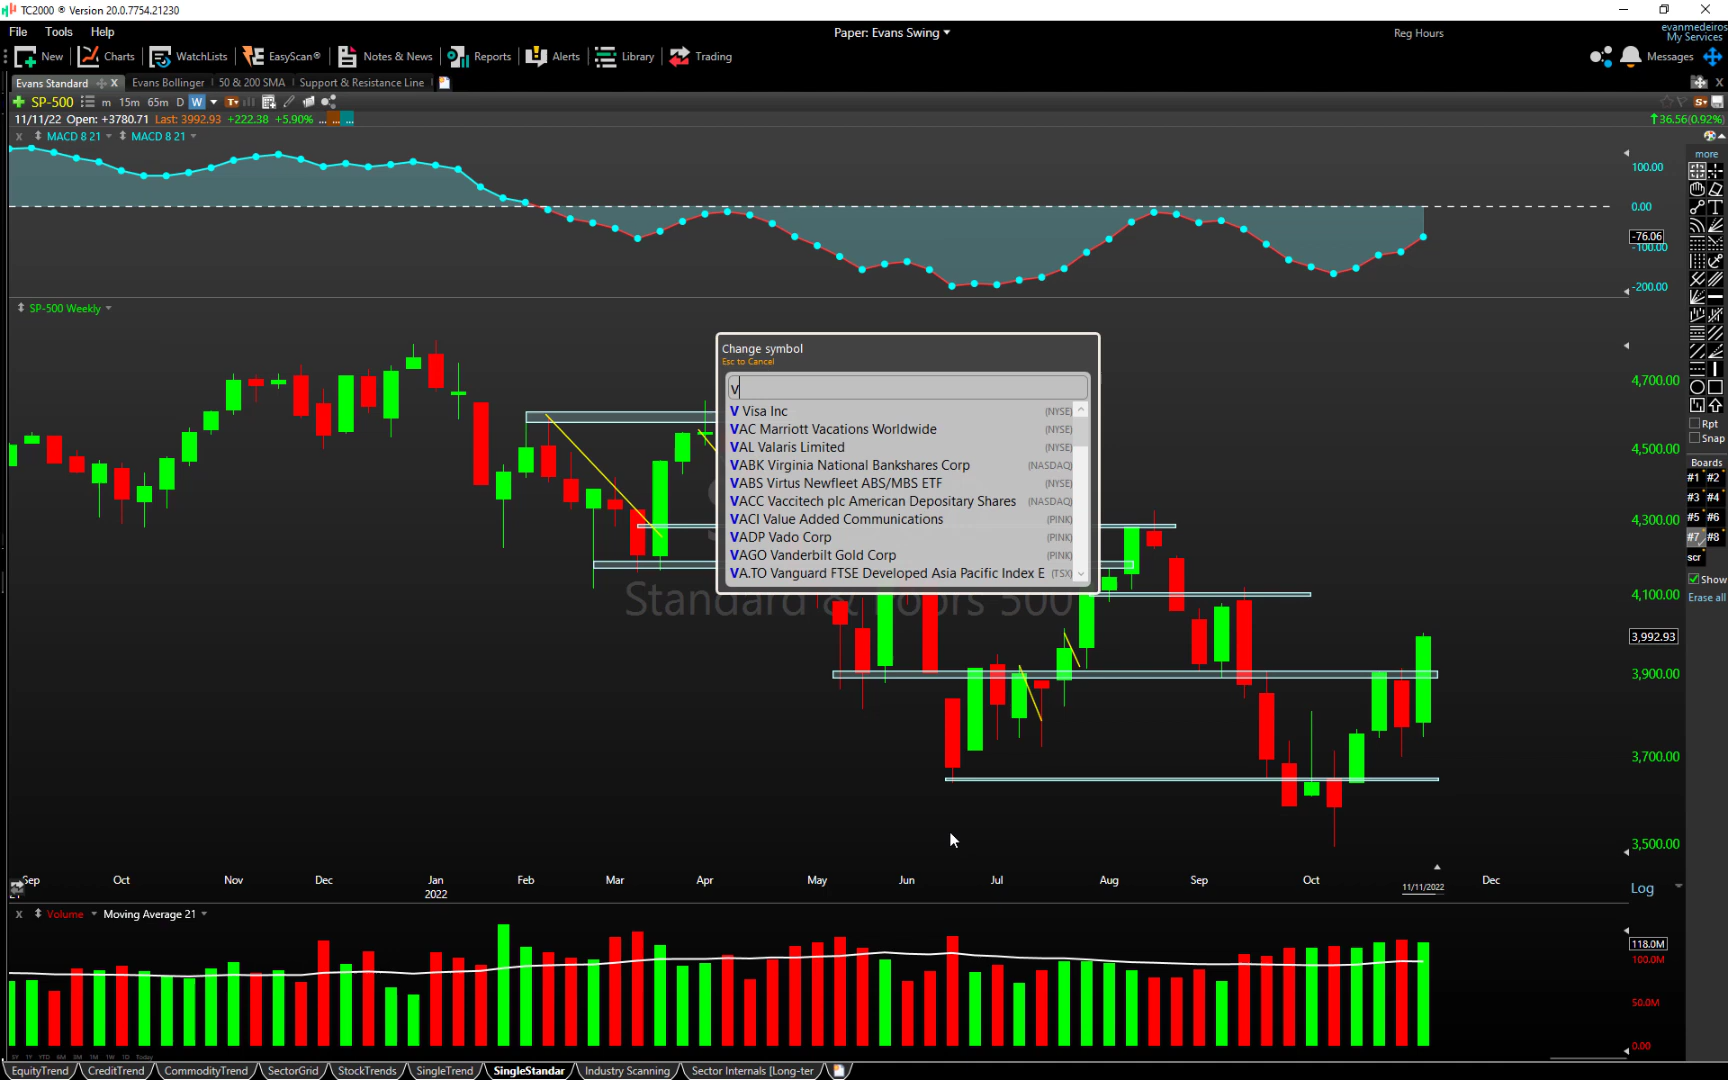 TC2000 ® Version 20.0.7754.21230
File Tools Help
Paper: Evans Swing
Reg Hours
evanmedeiros
My Services
New Charts WatchLists EasyScan® Notes & News Reports Alerts Library Trading
Messages
Evans Standard X Evans Bollinger 50 & 200 SMA Support & Resistance Line
SP-500 m 15m 65m D W
11/11/22 Open: +3780.71 Last: 3992.93 +222.38 +5.90% ... ... ...
36.56(0.92%)
X MACD 8 21 MACD 8 21
more
100.00
0.00
-76.06
-100.00
-200.00
SP-500 Weekly
Change symbol
Esc to Cancel
V
V Visa Inc (NYSE)
VAC Marriott Vacations Worldwide (NYSE)
VAL Valaris Limited (NYSE)
VABK Virginia National Bankshares Corp (NASDAQ)
VABS Virtus Newfleet ABS/MBS ETF (NYSE)
VACC Vaccitech plc American Depositary Shares (NASDAQ)
VACI Value Added Communications (PINK)
VADP Vado Corp (PINK)
VAGO Vanderbilt Gold Corp (PINK)
VA.TO Vanguard FTSE Developed Asia Pacific Index E (TSX)
Standard & Poors 500
4,700.00
4,500.00
4,300.00
4,100.00
3,992.93
3,900.00
3,700.00
3,500.00
Rpt
Snap
Boards
#1 #2
#3 #4
#5 #6
#7 #8
scr
Show
Erase all
Sep Oct Nov Dec Jan Feb Mar Apr May Jun Jul Aug Sep Oct 11/11/2022 Dec
2022
Log
X Volume Moving Average 21
118.0M
100.0M
50.0M
0.00
5Y 1Y YTD 6M 3M 1M 1W 1D Today
EquityTrend CreditTrend CommodityTrend SectorGrid StockTrends SingleTrend SingleStandar Industry Scanning Sector Internals [Long-ter